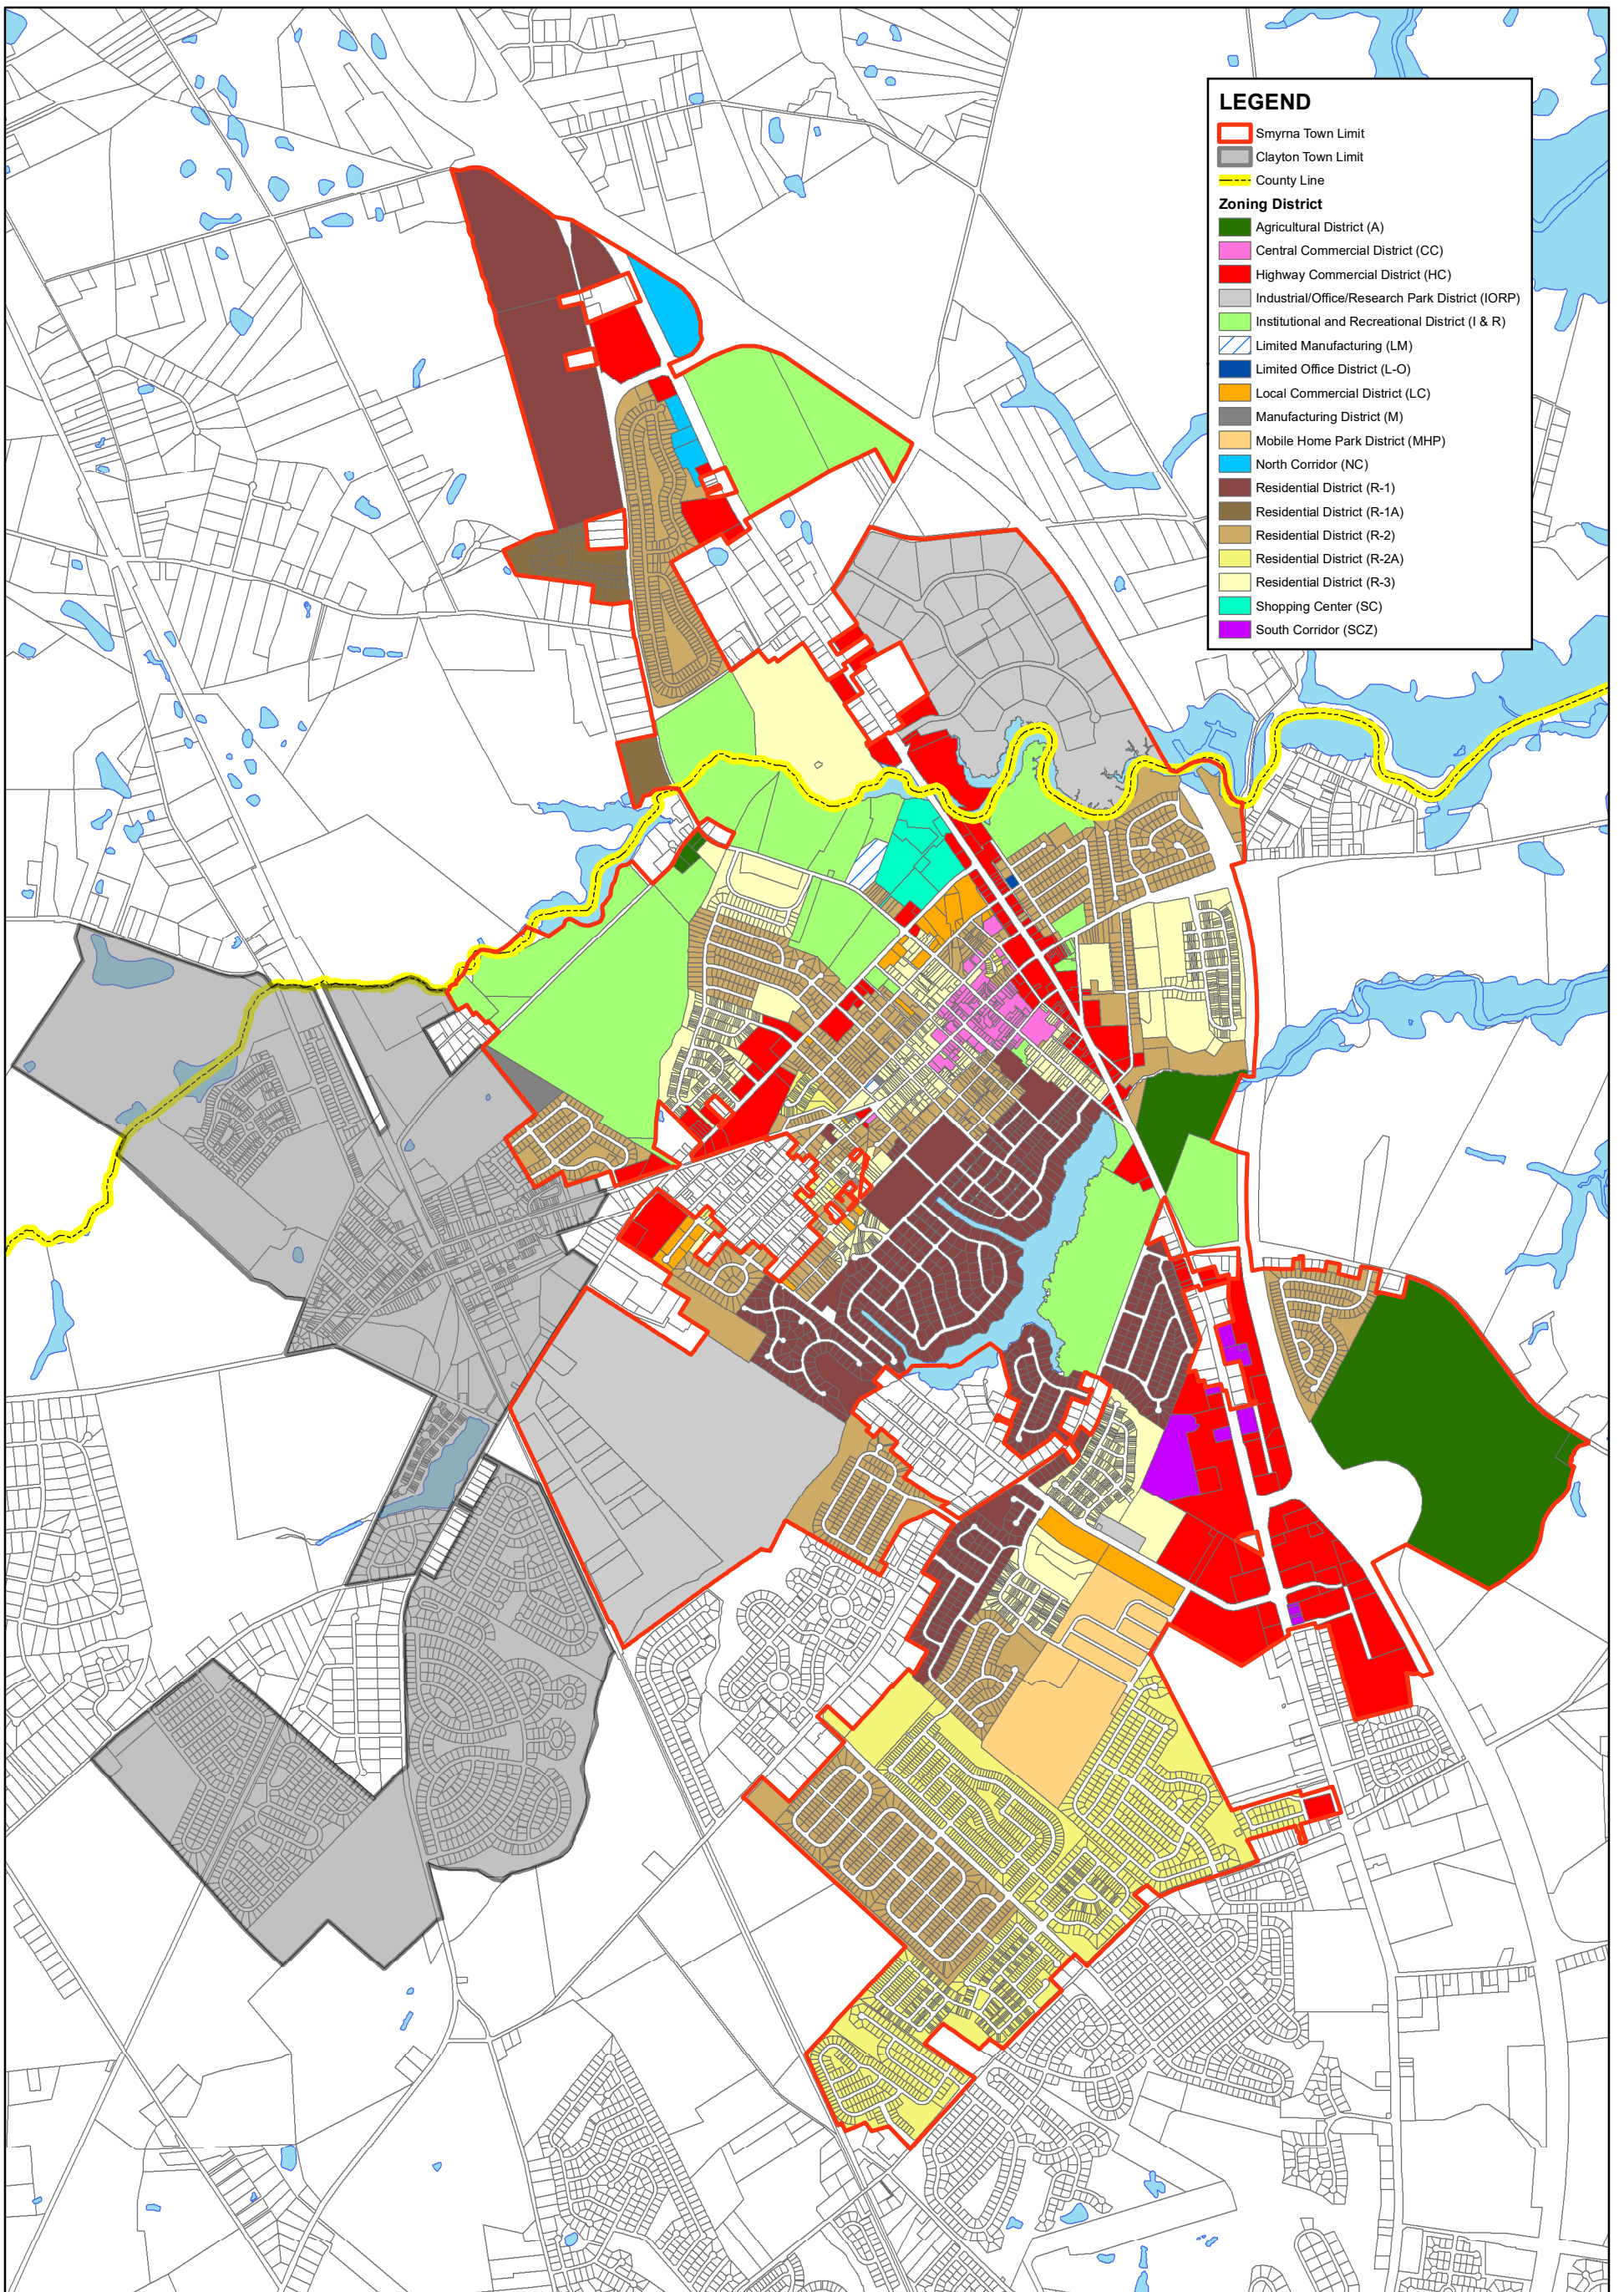 LEGEND
Smyrna Town Limit
Clayton Town Limit
County Line
Zoning District
Agricultural District (A)
Central Commercial District (CC)
Highway Commercial District (HC)
Industrial/Office/Research Park District (IORP)
Institutional and Recreational District (I & R)
Limited Manufacturing (LM)
Limited Office District (L-O)
Local Commercial District (LC)
Manufacturing District (M)
Mobile Home Park District (MHP)
North Corridor (NC)
Residential District (R-1)
Residential District (R-1A)
Residential District (R-2)
Residential District (R-2A)
Residential District (R-3)
Shopping Center (SC)
South Corridor (SCZ)